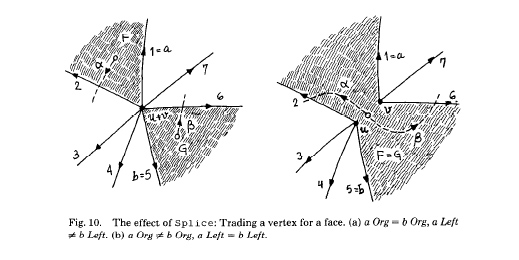 F
1=a
α
7
2
6
u+v
β
G
3
4
b=5
1=a
7
2
α
6
v
u
β
F=G
3
4
5=b
Fig. 10. The effect of Splice: Trading a vertex for a face. (a) a Org = b Org, a Left
≠ b Left. (b) a Org ≠ b Org, a Left = b Left.